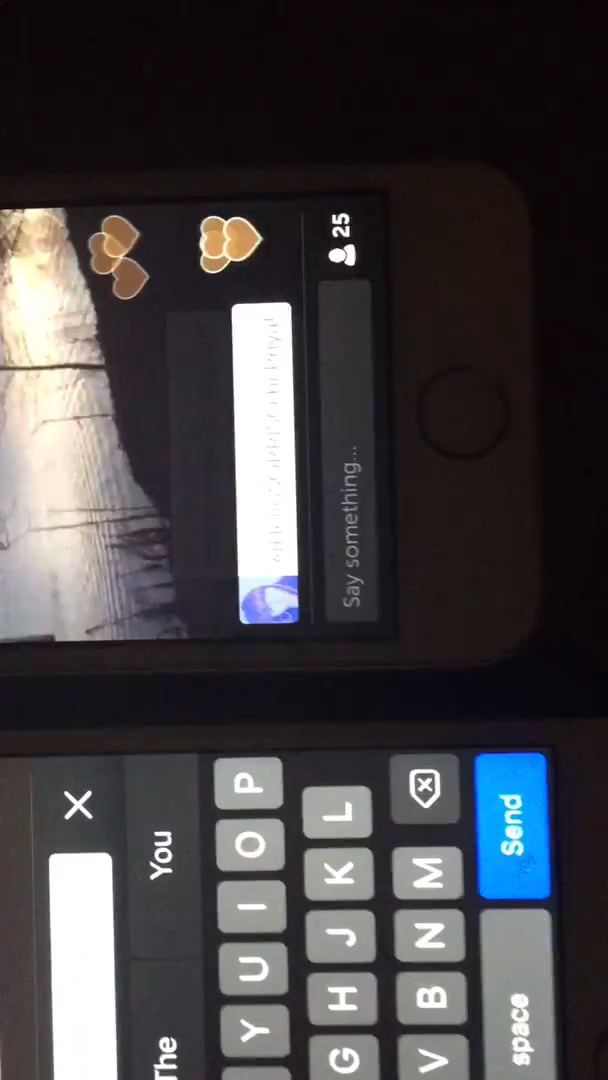 25
Say something...
You
The
Y U I O P
G H J K L
V B N M
space
Send